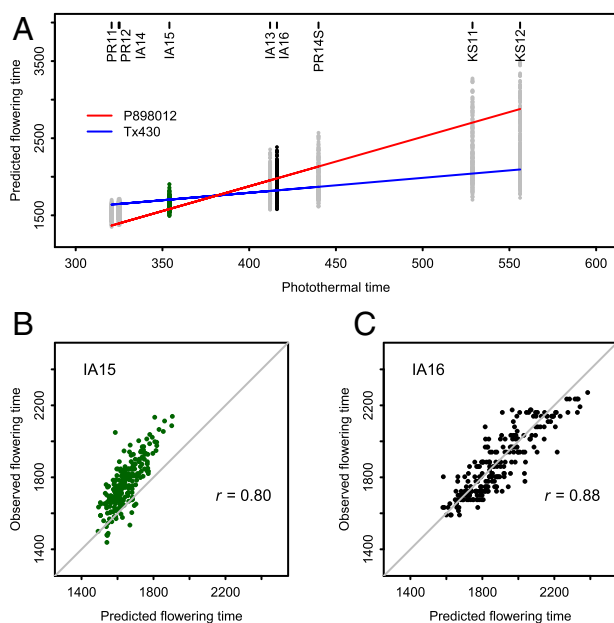 A
PR11
PR12
IA14
IA15
IA13
IA16
PR14S
KS11
KS12
P898012
Tx430
Predicted flowering time
1500
2500
3500
300 350 400 450 500 550 600
Photothermal time
B
IA15
r = 0.80
Observed flowering time
1400
1800
2200
1400 1800 2200
Predicted flowering time
C
IA16
r = 0.88
Observed flowering time
1400
1800
2200
1400 1800 2200
Predicted flowering time